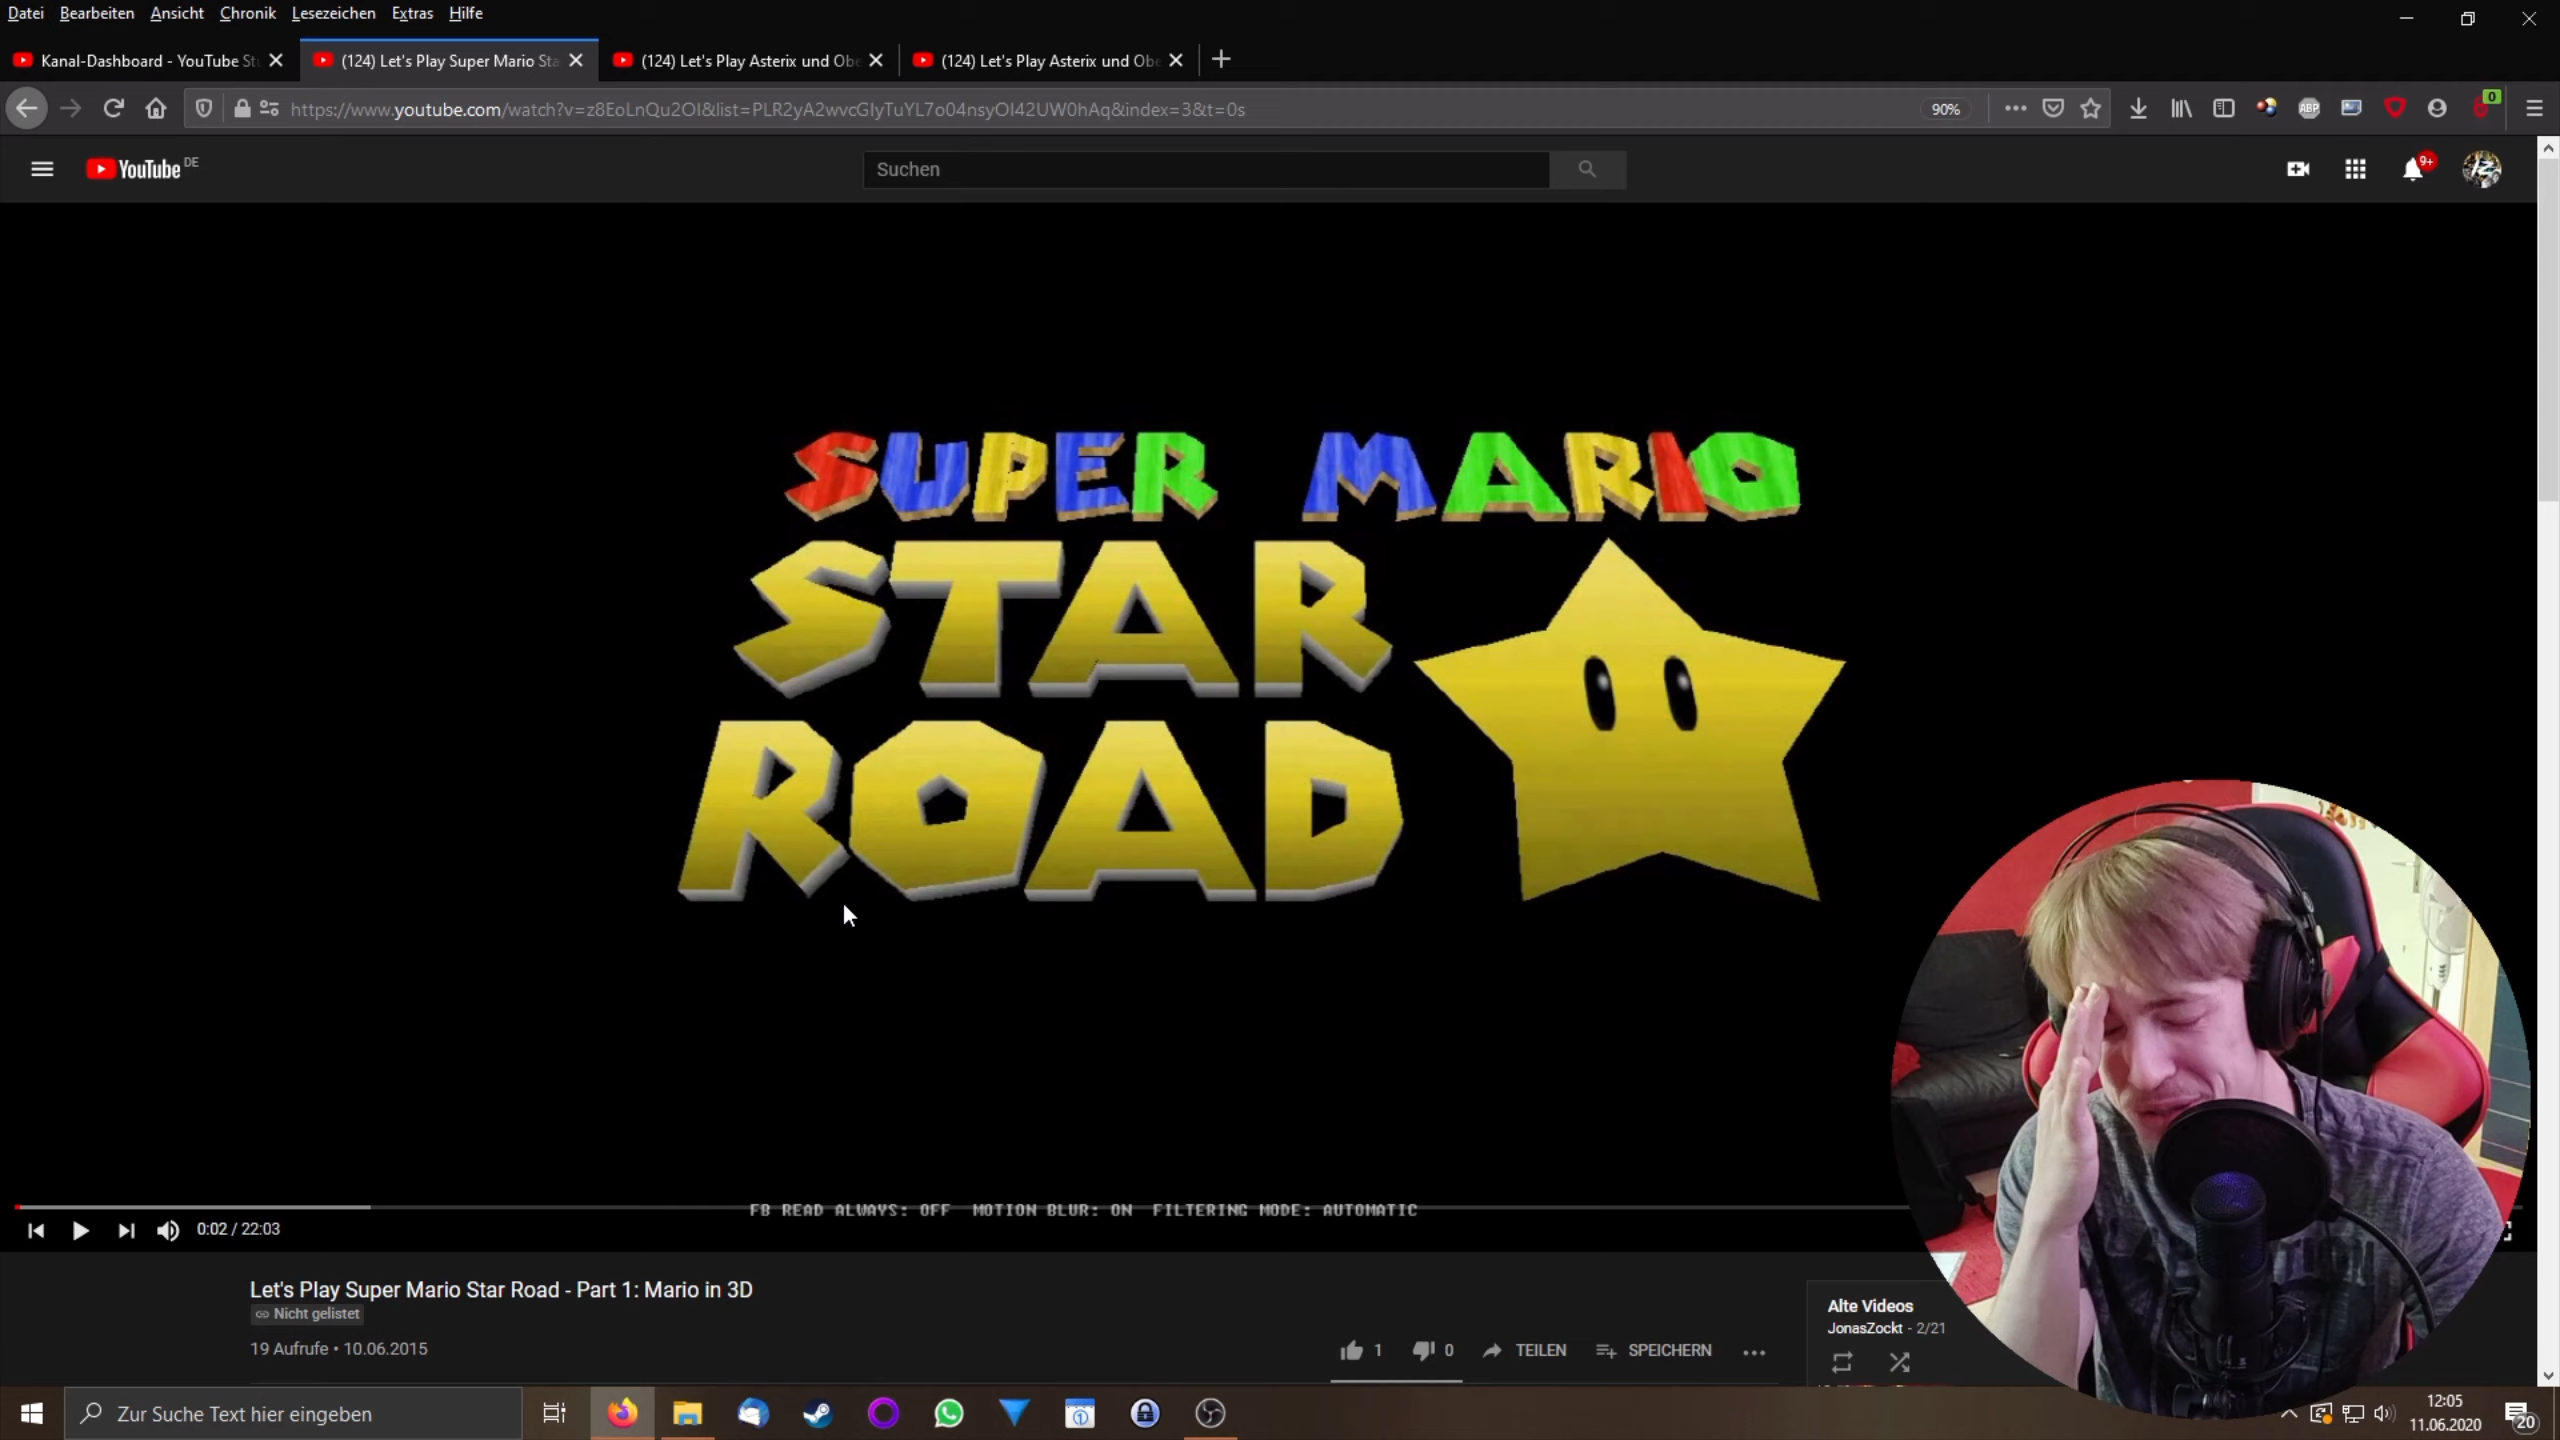 Datei Bearbeiten Ansicht Chronik Lesezeichen Extras Hilfe
Kanal-Dashboard - YouTube St
(124) Let's Play Super Mario Sta
(124) Let's Play Asterix und Obe
(124) Let's Play Asterix und Obe
https://www.youtube.com/watch?v=z8EoLnQu2OI&list=PLR2yA2wvcGIyTuYL7o04nsyOI42UW0hAq&index=3&t=0s
90%
ABP
0
YouTube DE
Suchen
9+
SUPER MARIO
STAR
ROAD
FB READ ALWAYS: OFF MOTION BLUR: ON FILTERING MODE: AUTOMATIC
0:02 / 22:03
Let's Play Super Mario Star Road - Part 1: Mario in 3D
Nicht gelistet
19 Aufrufe • 10.06.2015
1
0
TEILEN
SPEICHERN
Alte Videos
JonasZockt - 2/21
Zur Suche Text hier eingeben
12:05
11.06.2020
20